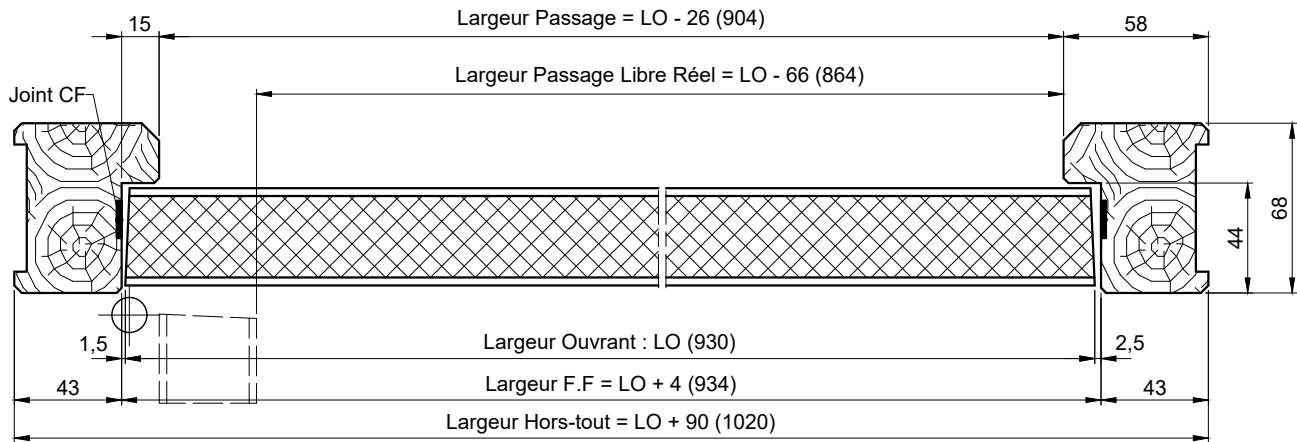 Largeur Passage = LO - 26 (904)
15
58
Largeur Passage Libre Réel = LO - 66 (864)
Joint CF
68
44
1,5
Largeur Ouvrant : LO (930)
2,5
43
Largeur F.F = LO + 4 (934)
43
Largeur Hors-tout = LO + 90 (1020)